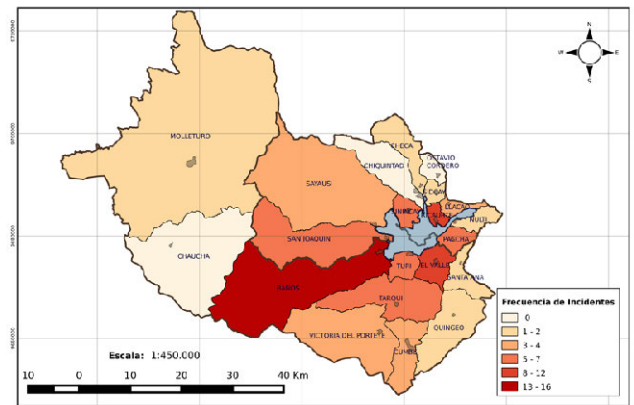 N
W E
S
MOLLETURO
CHECA
CHIQUINTAD
OCTAVIO
CORDERO
SAYAUS
SIDCAY
LLACAO
NULTI
SAN JOAQUIN
PACCHA
CHAUCHA
TURI
EL VALLE
SANTA ANA
BAÑOS
TARQUI
VICTORIA DEL PORTETE
CUMBE
QUINGEO
Frecuencia de Incidentes
0
1 - 2
3 - 4
5 - 7
8 - 12
13 - 16
Escala: 1:450.000
10 0 10 20 30 40 Km